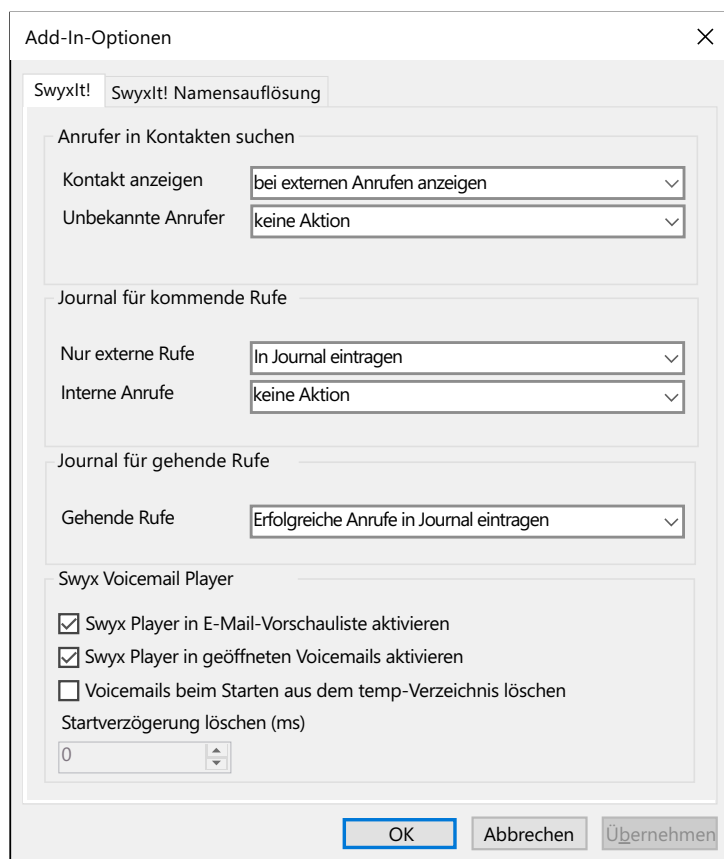 Add-In-Optionen
SwyxIt! SwyxIt! Namensauflösung
Anrufer in Kontakten suchen
Kontakt anzeigen bei externen Anrufen anzeigen
Unbekannte Anrufer keine Aktion
Journal für kommende Rufe
Nur externe Rufe In Journal eintragen
Interne Anrufe keine Aktion
Journal für gehende Rufe
Gehende Rufe Erfolgreiche Anrufe in Journal eintragen
Swyx Voicemail Player
Swyx Player in E-Mail-Vorschauliste aktivieren
Swyx Player in geöffneten Voicemails aktivieren
Voicemails beim Starten aus dem temp-Verzeichnis löschen
Startverzögerung löschen (ms)
0
OK Abbrechen Übernehmen